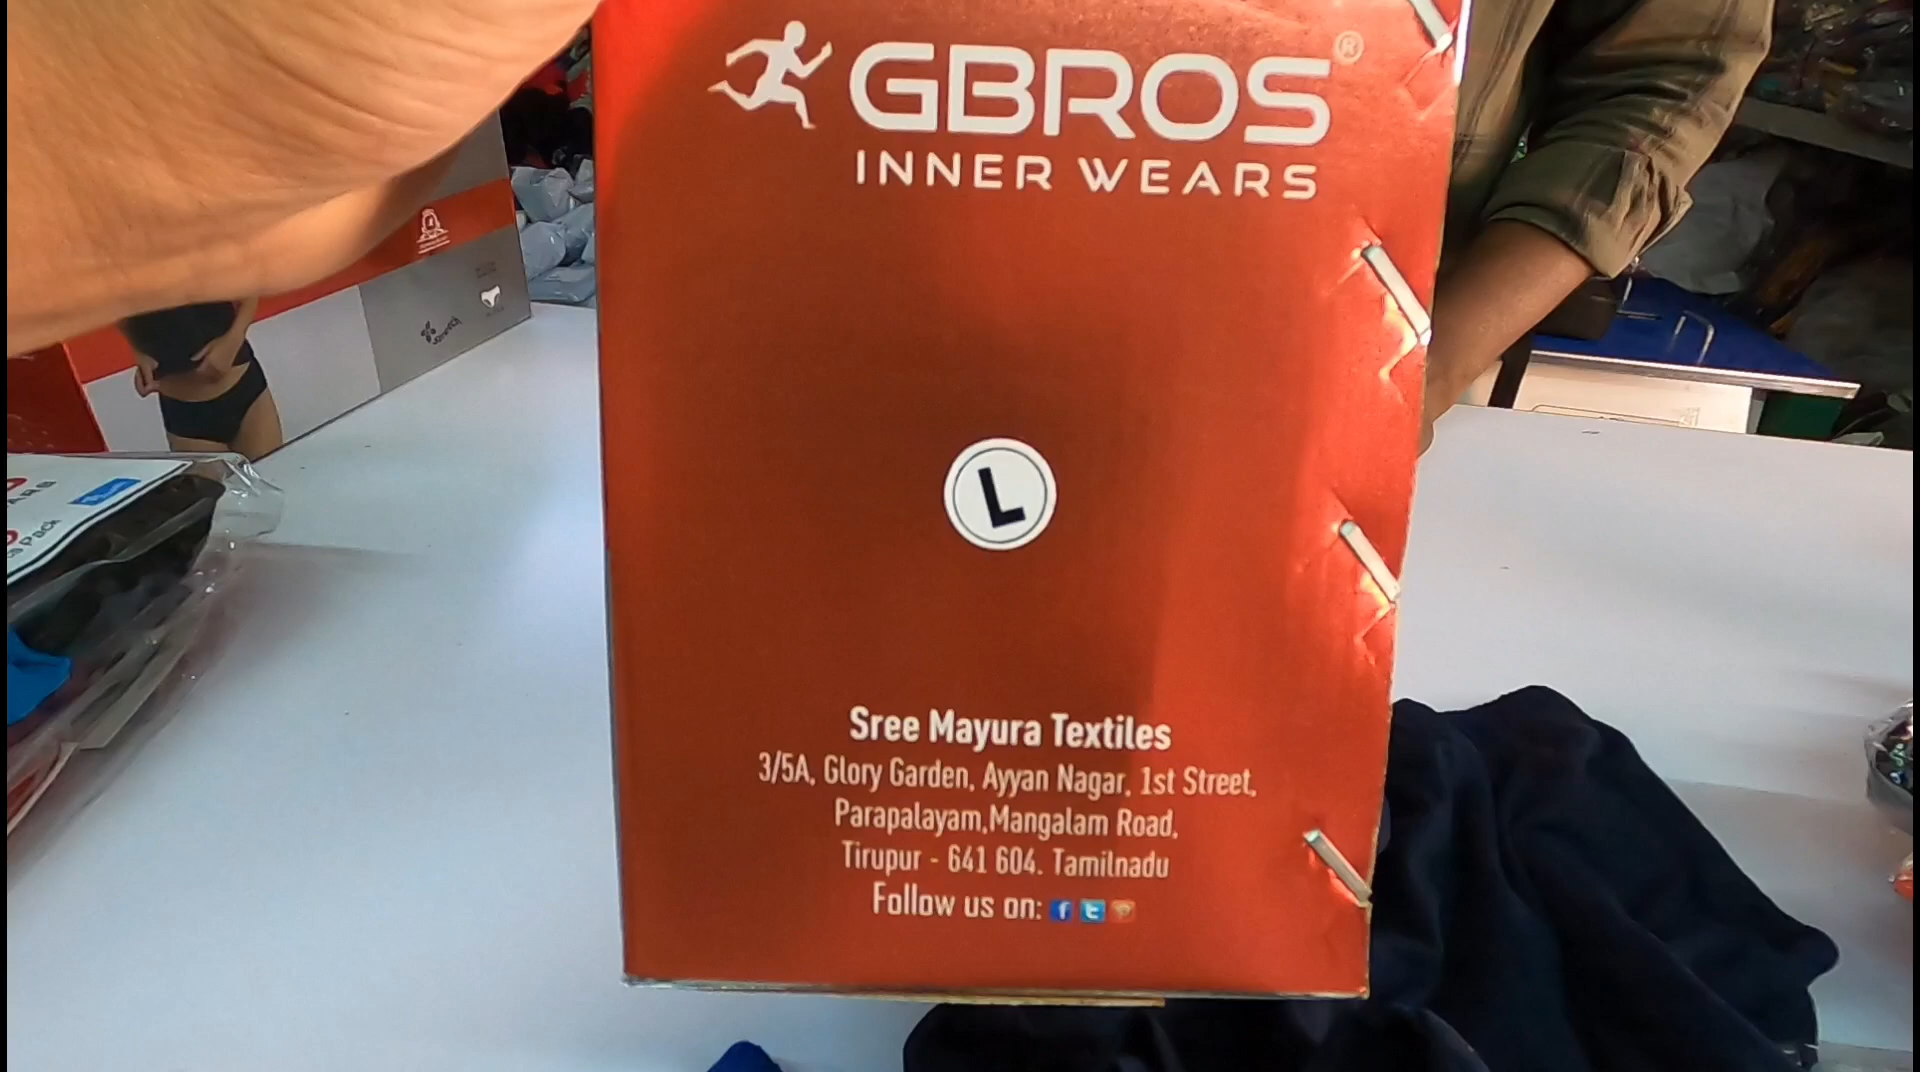 GBROS®
INNER WEARS
L
Sree Mayura Textiles
3/5A, Glory Garden, Ayyan Nagar, 1st Street,
Parapalayam,Mangalam Road,
Tirupur - 641 604. Tamilnadu
Follow us on:
Pack